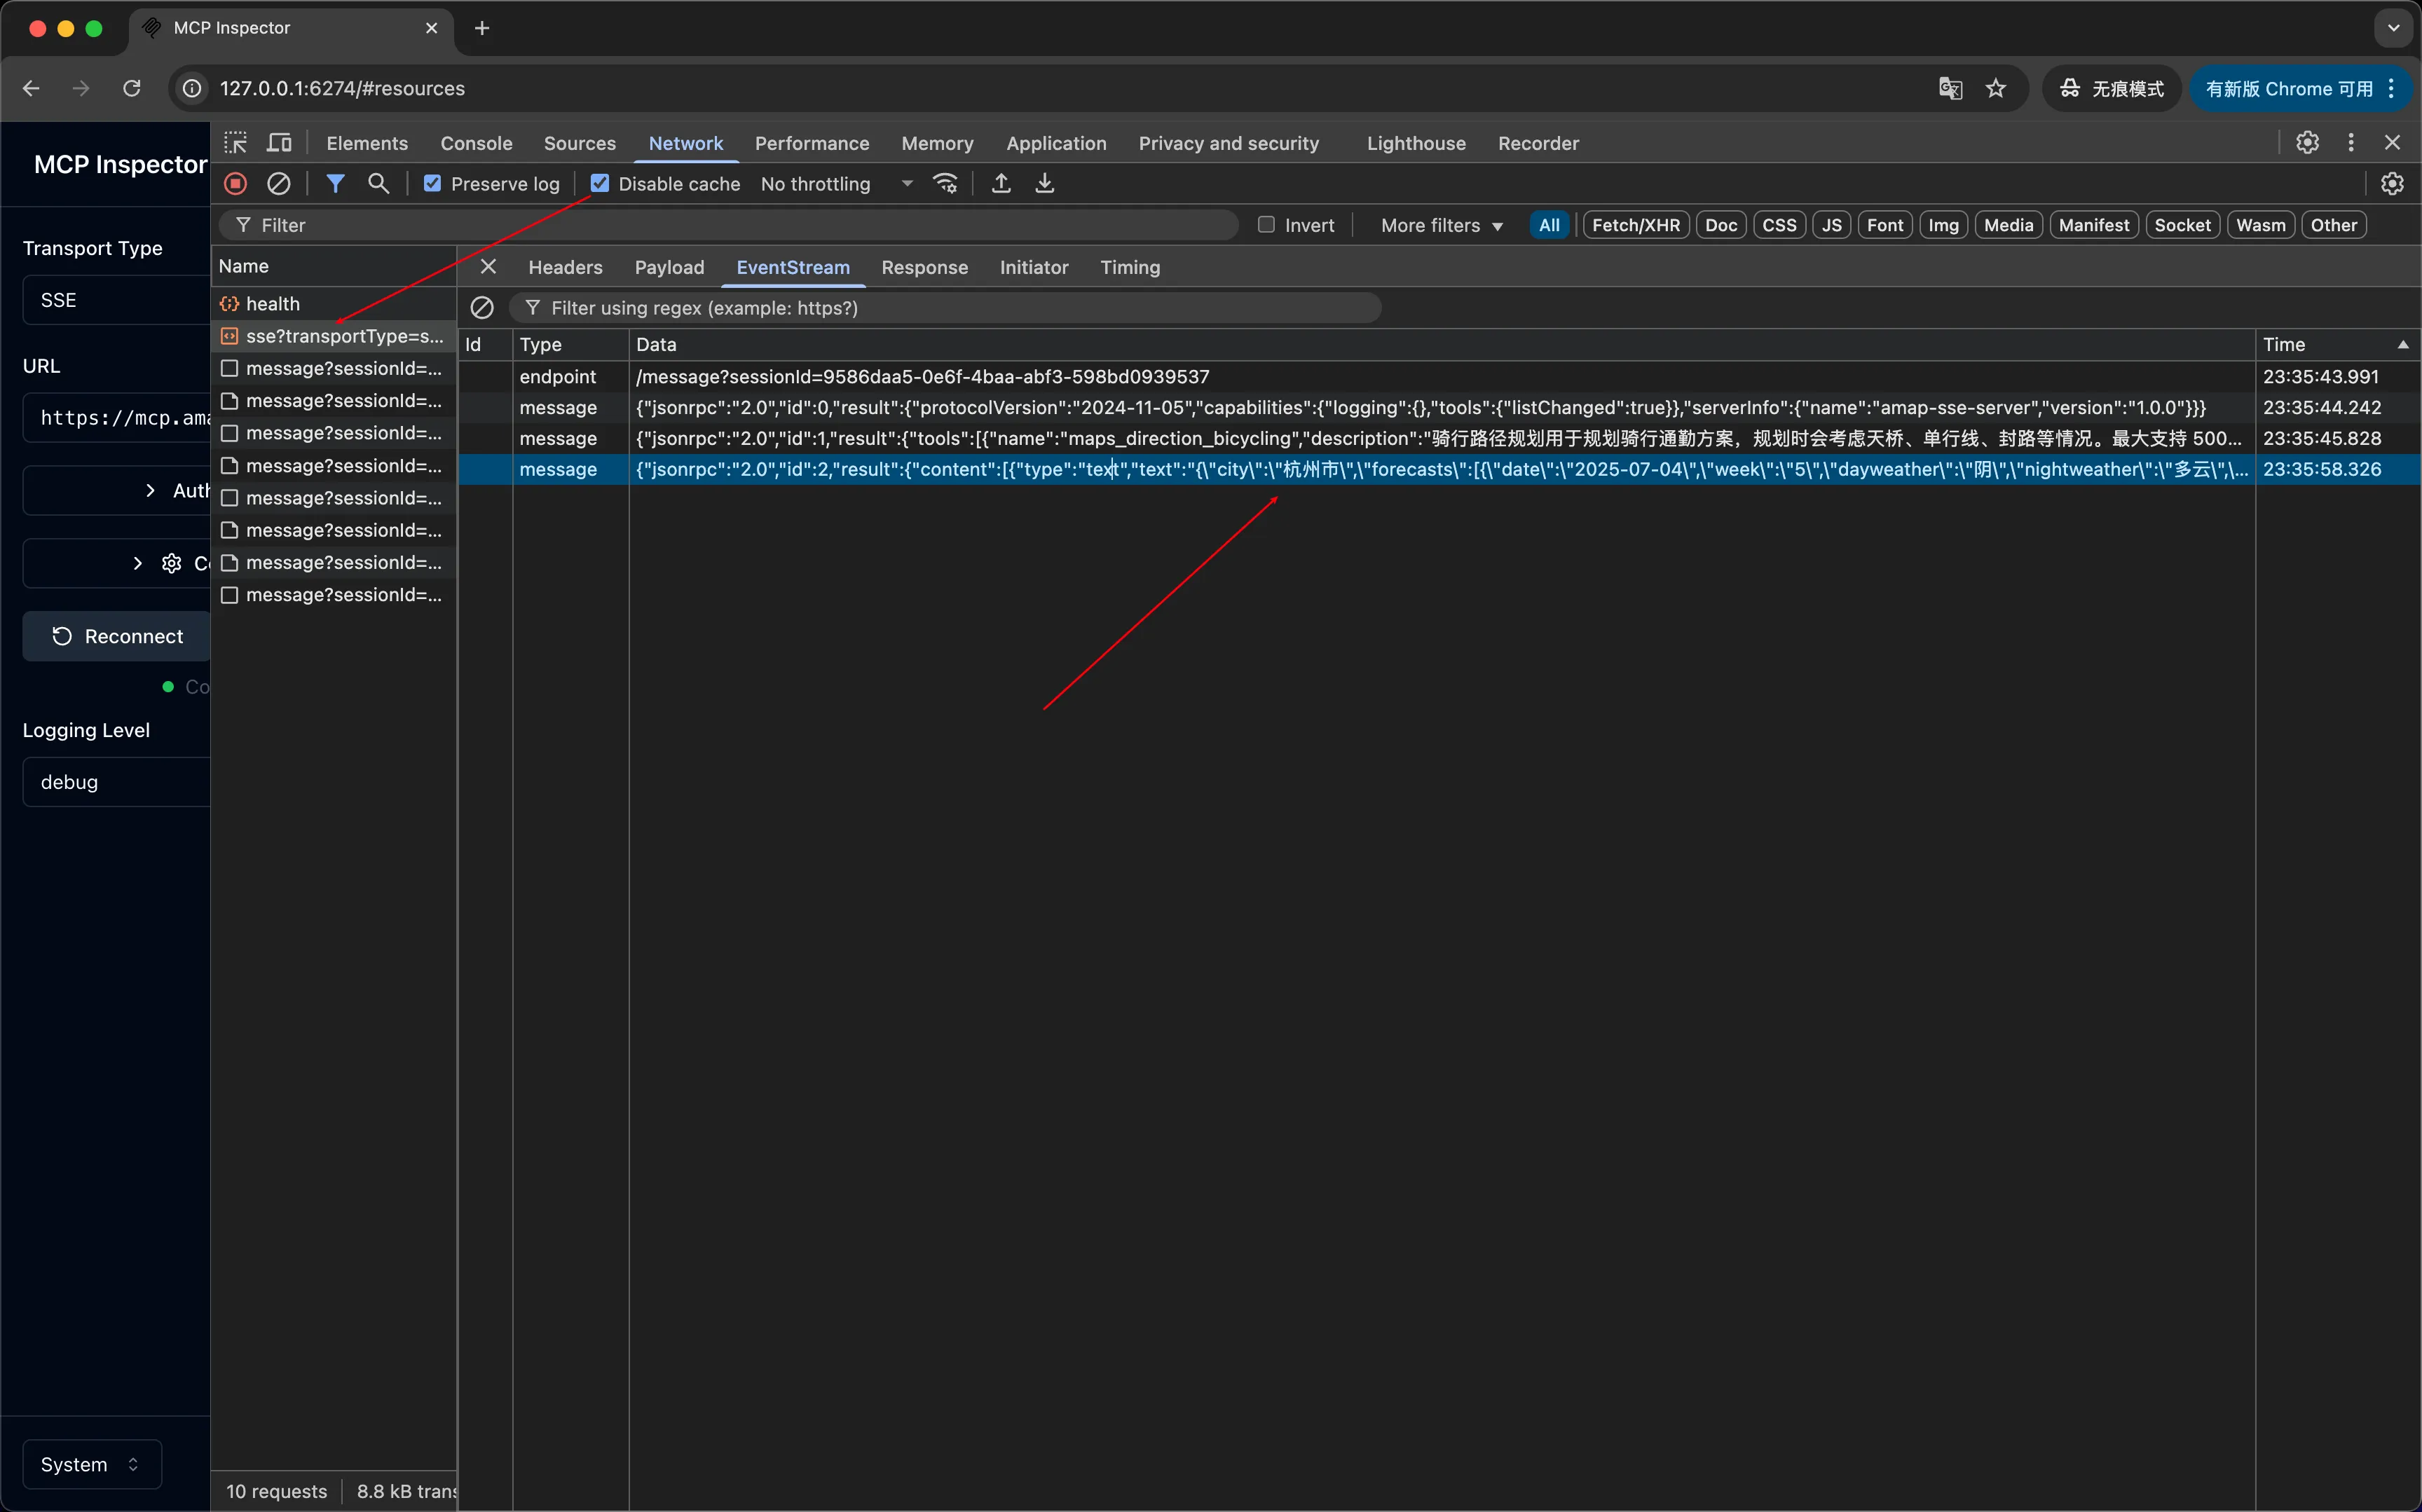 MCP Inspector
127.0.0.1:6274/#resources
无痕模式
有新版 Chrome 可用
MCP Inspector
Transport Type
SSE
URL
https://mcp.ama
Auth
Co
Reconnect
Co
Logging Level
debug
System
Elements
Console
Sources
Network
Performance
Memory
Application
Privacy and security
Lighthouse
Recorder
Preserve log
Disable cache
No throttling
Filter
Invert
More filters
All
Fetch/XHR
Doc
CSS
JS
Font
Img
Media
Manifest
Socket
Wasm
Other
Name
health
sse?transportType=s...
message?sessionId=...
message?sessionId=...
message?sessionId=...
message?sessionId=...
message?sessionId=...
message?sessionId=...
message?sessionId=...
message?sessionId=...
10 requests
8.8 kB trans
Headers
Payload
EventStream
Response
Initiator
Timing
Filter using regex (example: https?)
Id Type Data Time
endpoint /message?sessionId=9586daa5-0e6f-4baa-abf3-598bd0939537 23:35:43.991
message {"jsonrpc":"2.0","id":0,"result":{"protocolVersion":"2024-11-05","capabilities":{"logging":{},"tools":{"listChanged":true}},"serverInfo":{"name":"amap-sse-server","version":"1.0.0"}}} 23:35:44.242
message {"jsonrpc":"2.0","id":1,"result":{"tools":[{"name":"maps_direction_bicycling","description":"骑行路径规划用于规划骑行通勤方案，规划时会考虑天桥、单行线、封路等情况。最大支持 500... 23:35:45.828
message {"jsonrpc":"2.0","id":2,"result":{"content":[{"type":"text","text":"{\"city\":\"杭州市\",\"forecasts\":[{\"date\":\"2025-07-04\",\"week\":\"5\",\"dayweather\":\"阴\",\"nightweather\":\"多云\",\... 23:35:58.326